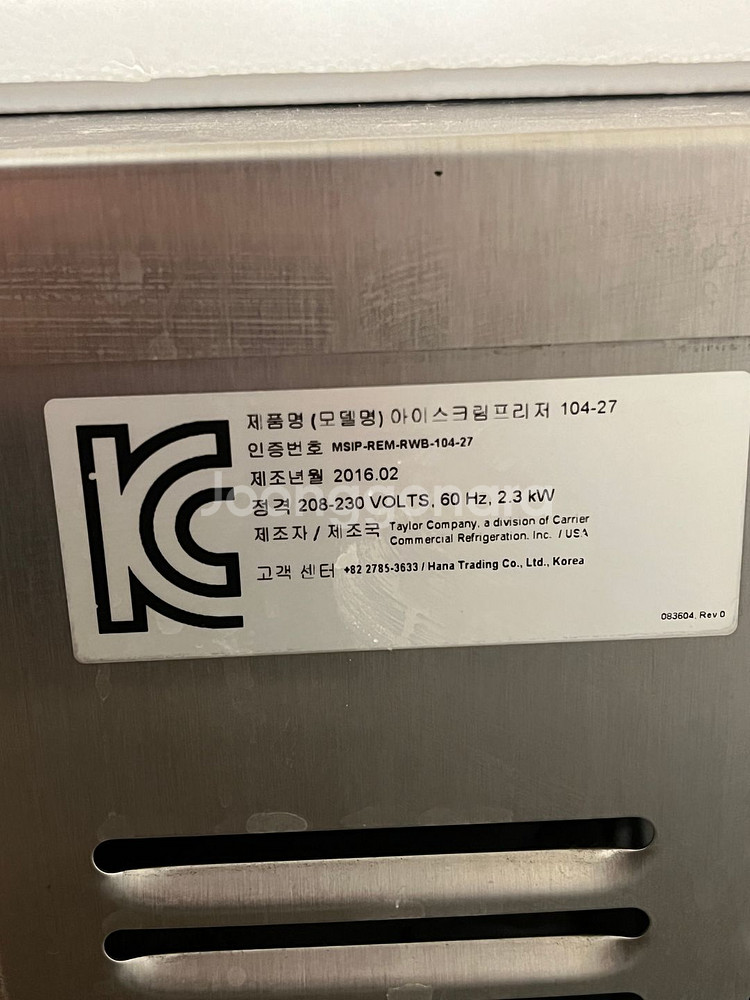 제품명 (모델명) 아이스크림프리저 104-27
인증번호 MSIP-REM-RWB-104-27
제조년월 2016.02
정격 208-230 VOLTS, 60 Hz, 2.3 kW
제조자 / 제조국 Taylor Company, a division of Carrier
Commercial Refrigeration, Inc. / USA
고객 센터 +82 2785-3633 / Hana Trading Co., Ltd., Korea
083604, Rev 0
Joonggonara